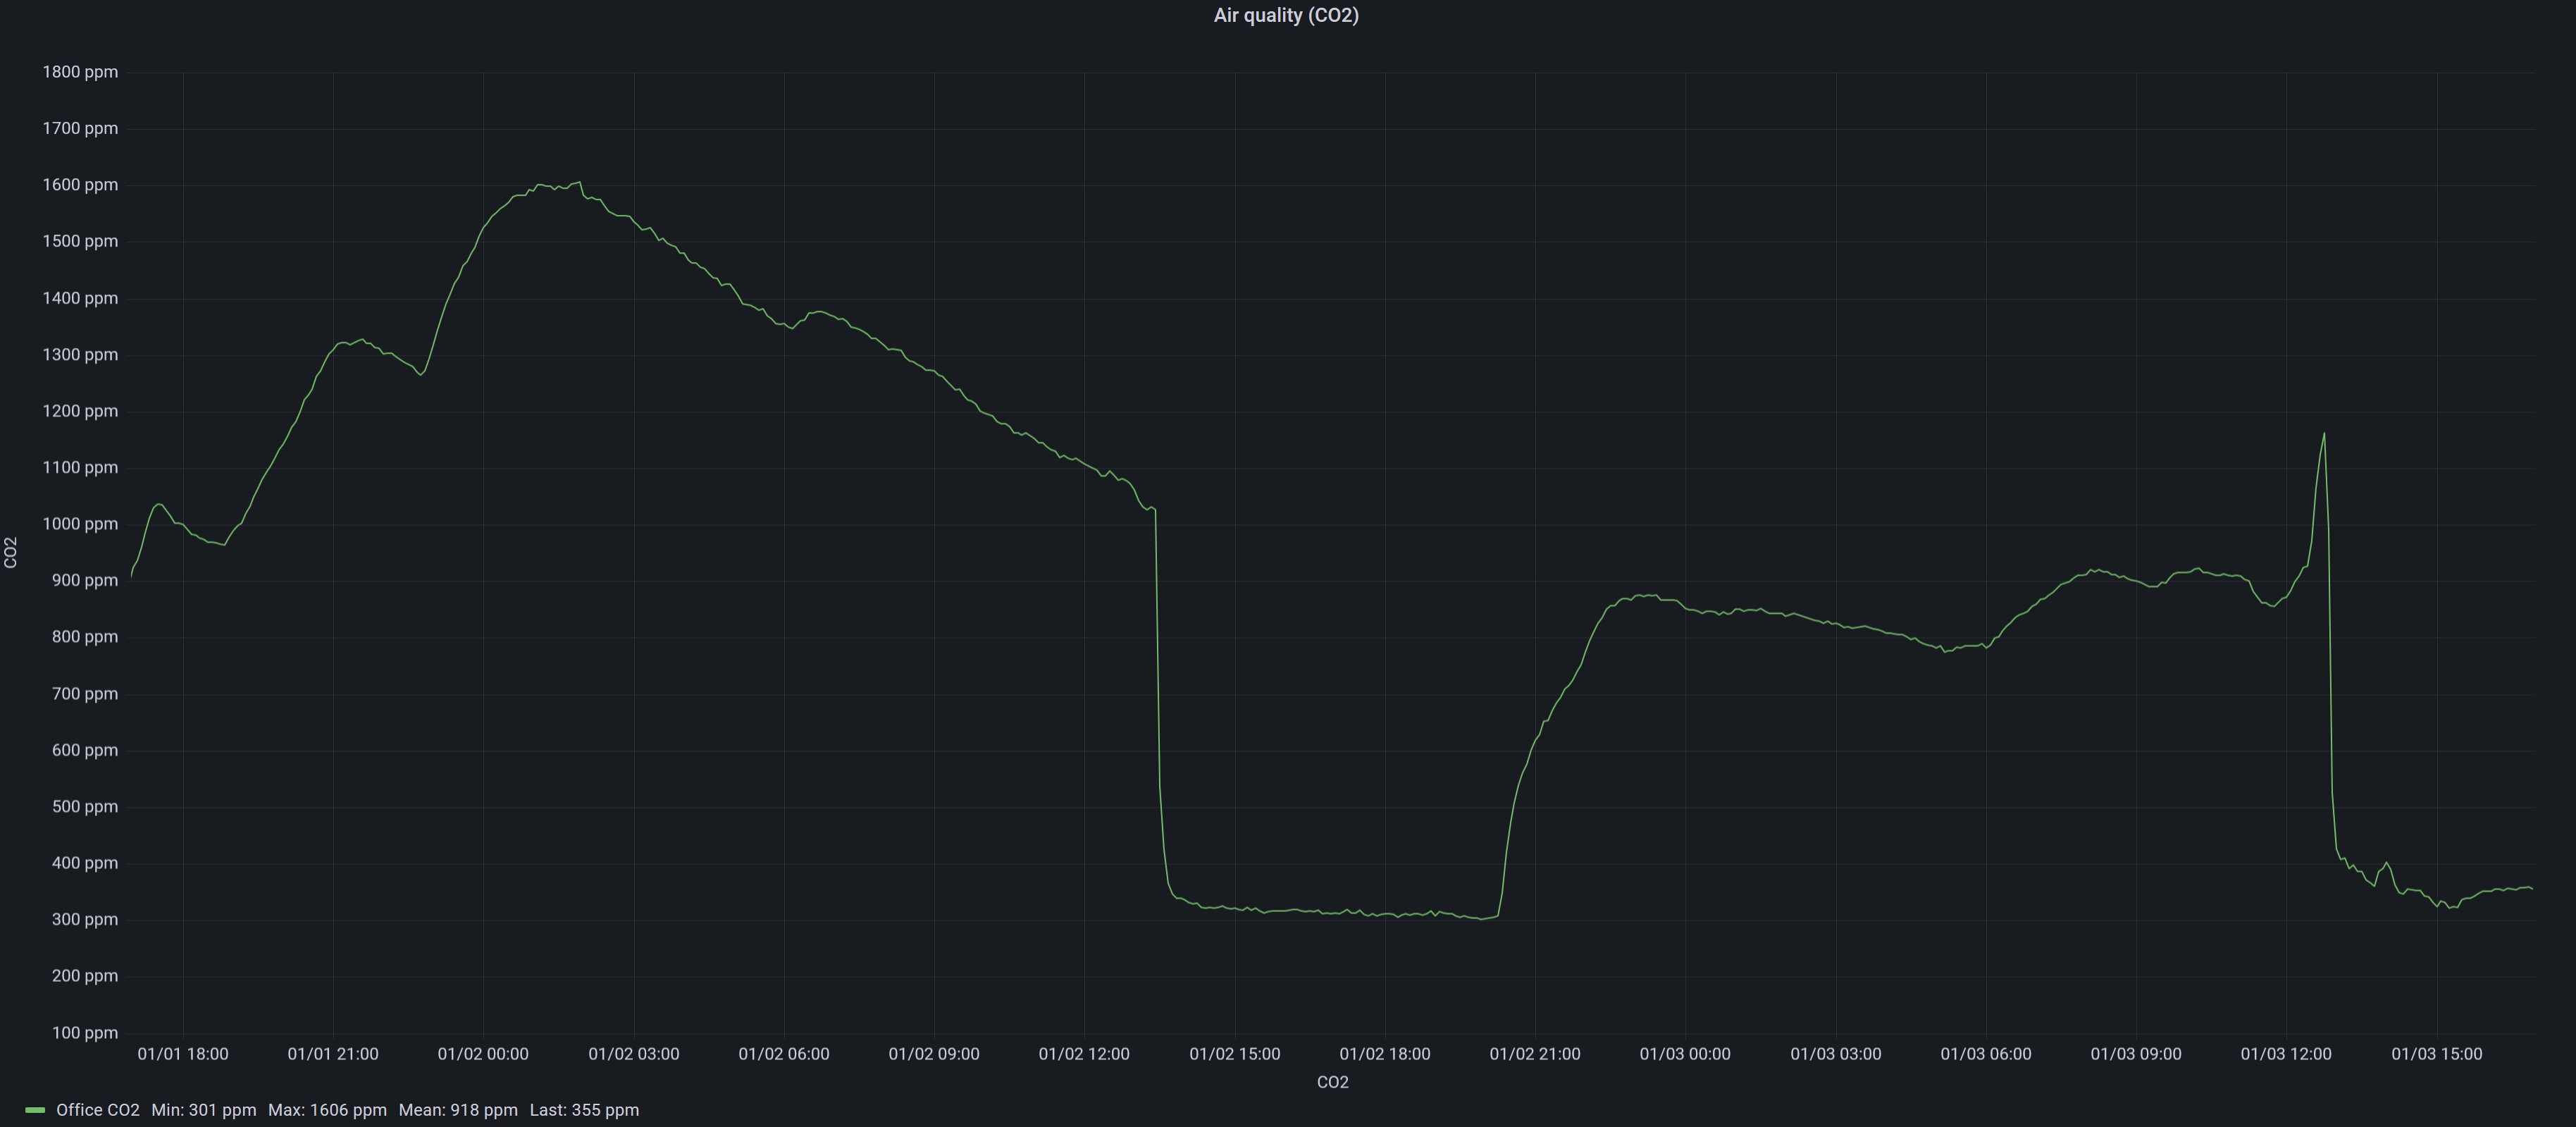 Air quality (CO2)
1800 ppm
1700 ppm
1600 ppm
1500 ppm
1400 ppm
1300 ppm
1200 ppm
1100 ppm
1000 ppm
900 ppm
800 ppm
700 ppm
600 ppm
500 ppm
400 ppm
300 ppm
200 ppm
100 ppm
CO2
01/01 18:00 01/01 21:00 01/02 00:00 01/02 03:00 01/02 06:00 01/02 09:00 01/02 12:00 01/02 15:00 01/02 18:00 01/02 21:00 01/03 00:00 01/03 03:00 01/03 06:00 01/03 09:00 01/03 12:00 01/03 15:00
CO2
Office CO2 Min: 301 ppm Max: 1606 ppm Mean: 918 ppm Last: 355 ppm